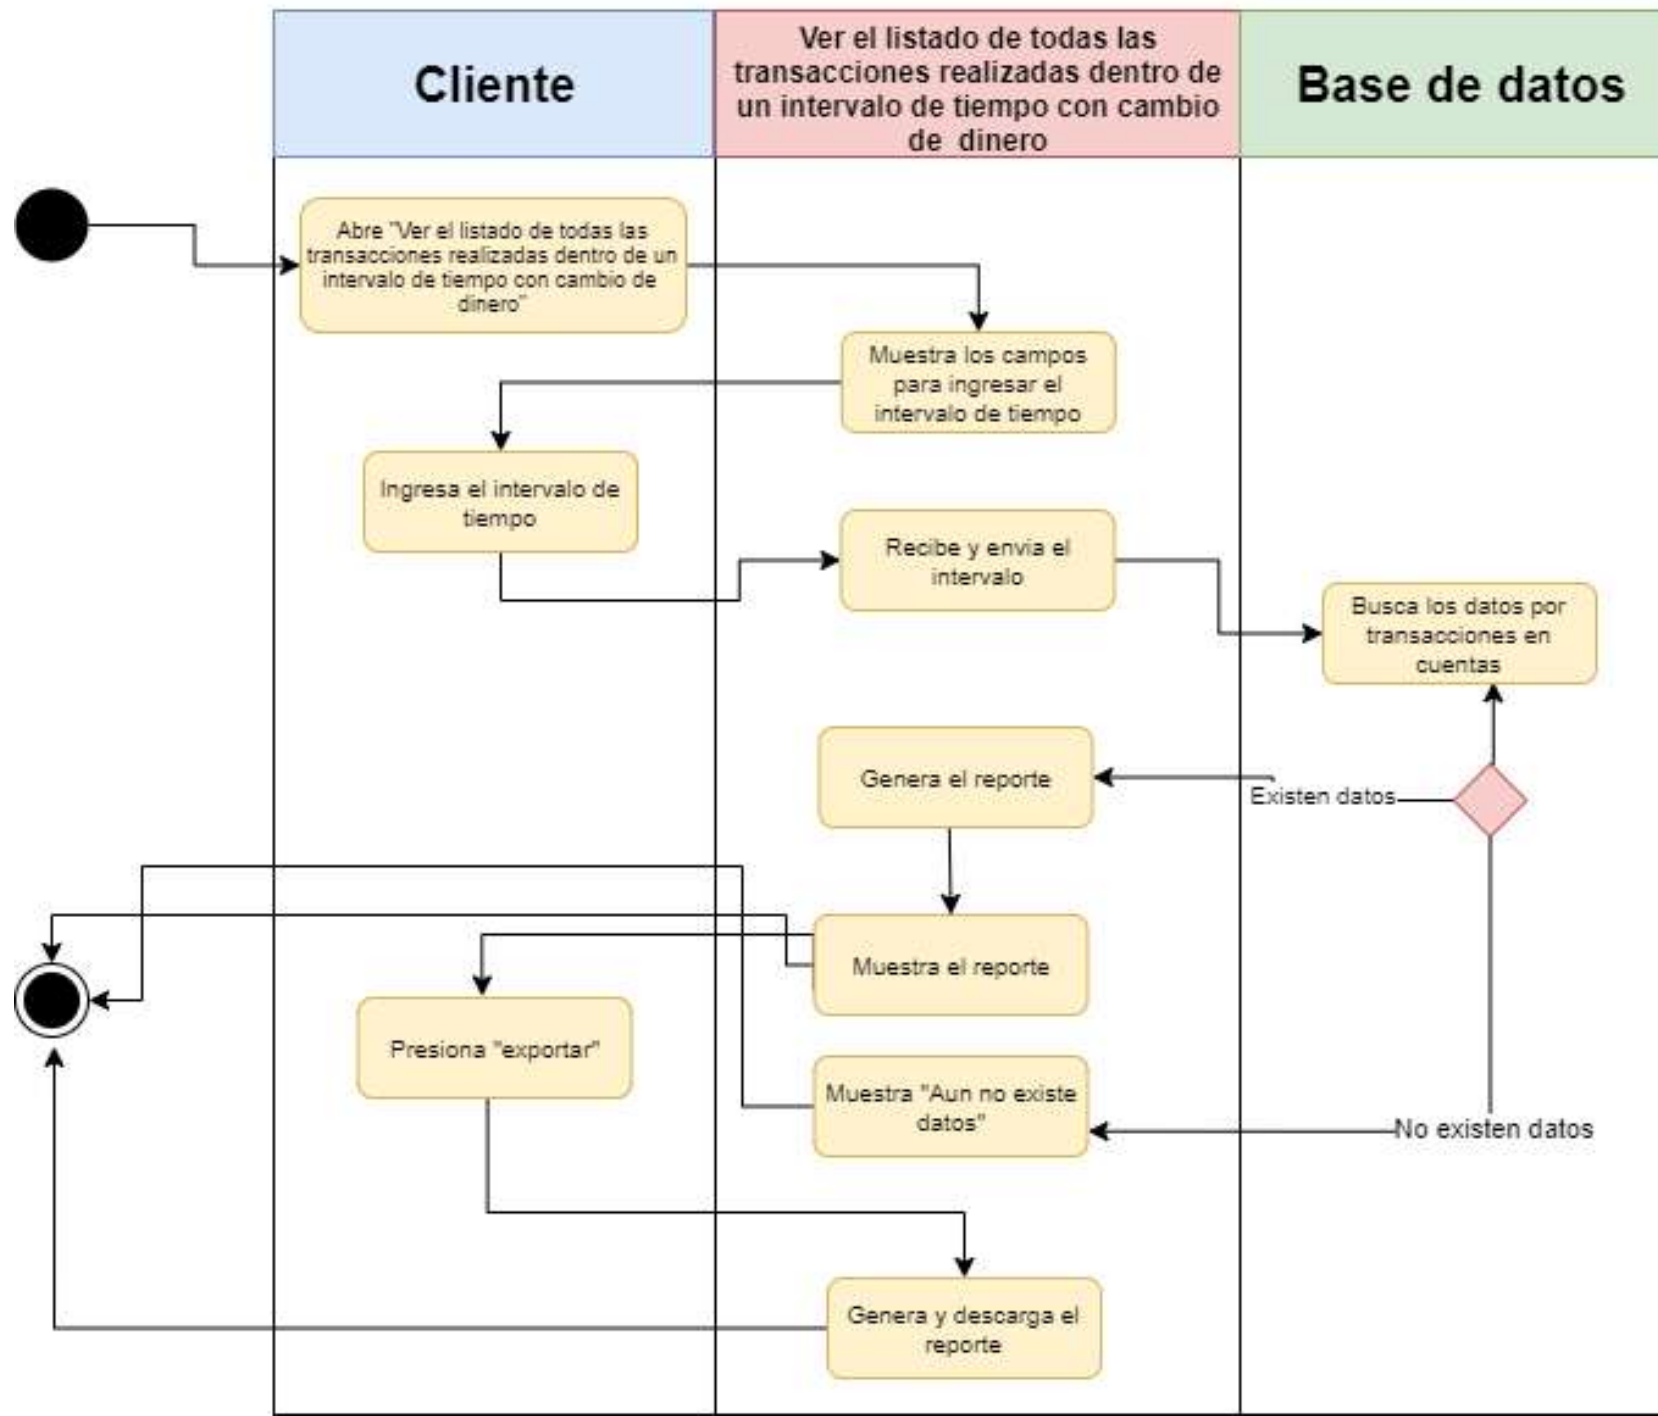 Cliente
Ver el listado de todas las
transacciones realizadas dentro de
un intervalo de tiempo con cambio
de dinero
Base de datos
Abre "Ver el listado de todas las
transacciones realizadas dentro de un
intervalo de tiempo con cambio de
dinero"
Muestra los campos
para ingresar el
intervalo de tiempo
Ingresa el intervalo de
tiempo
Recibe y envia el
intervalo
Busca los datos por
transacciones en
cuentas
Genera el reporte
Existen datos
Muestra el reporte
Presiona "exportar"
Muestra "Aun no existe
datos"
No existen datos
Genera y descarga el
reporte